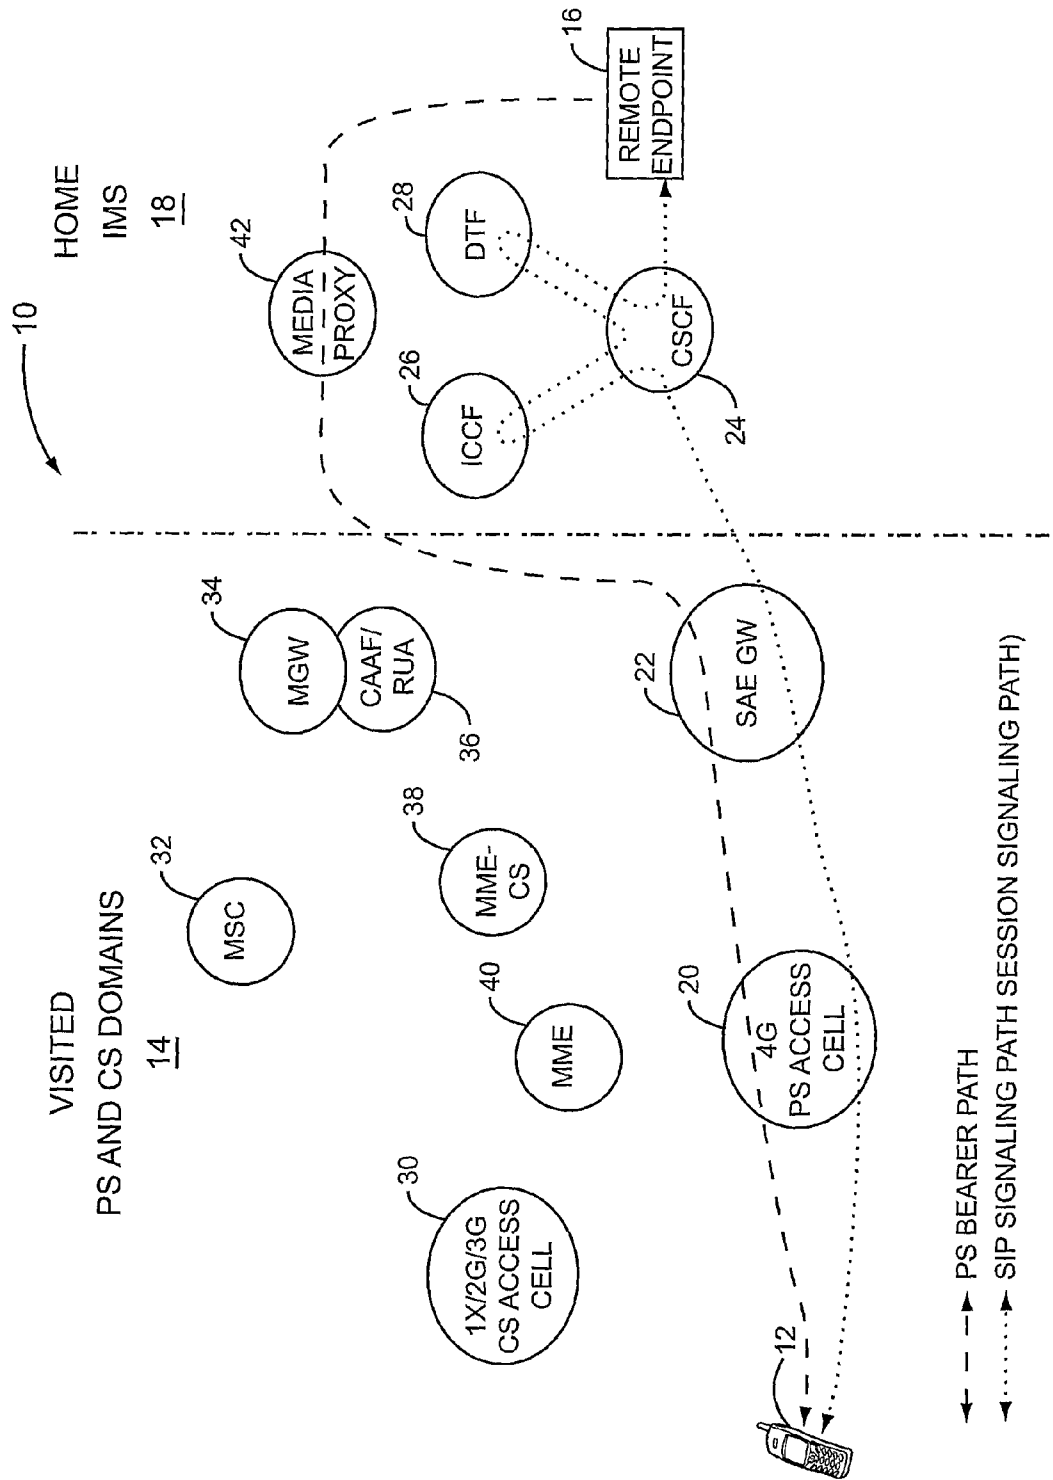 10
VISITED
PS AND CS DOMAINS
14
HOME
IMS
18
MSC
32
MGW
34
CAAF/
RUA
36
MEDIA
PROXY
42
1X/2G/3G
CS ACCESS
CELL
30
MME
40
MME-
CS
38
ICCF
26
DTF
28
12
4G
PS ACCESS
CELL
20
SAE GW
22
CSCF
24
REMOTE
ENDPOINT
16
PS BEARER PATH
SIP SIGNALING PATH SESSION SIGNALING PATH)